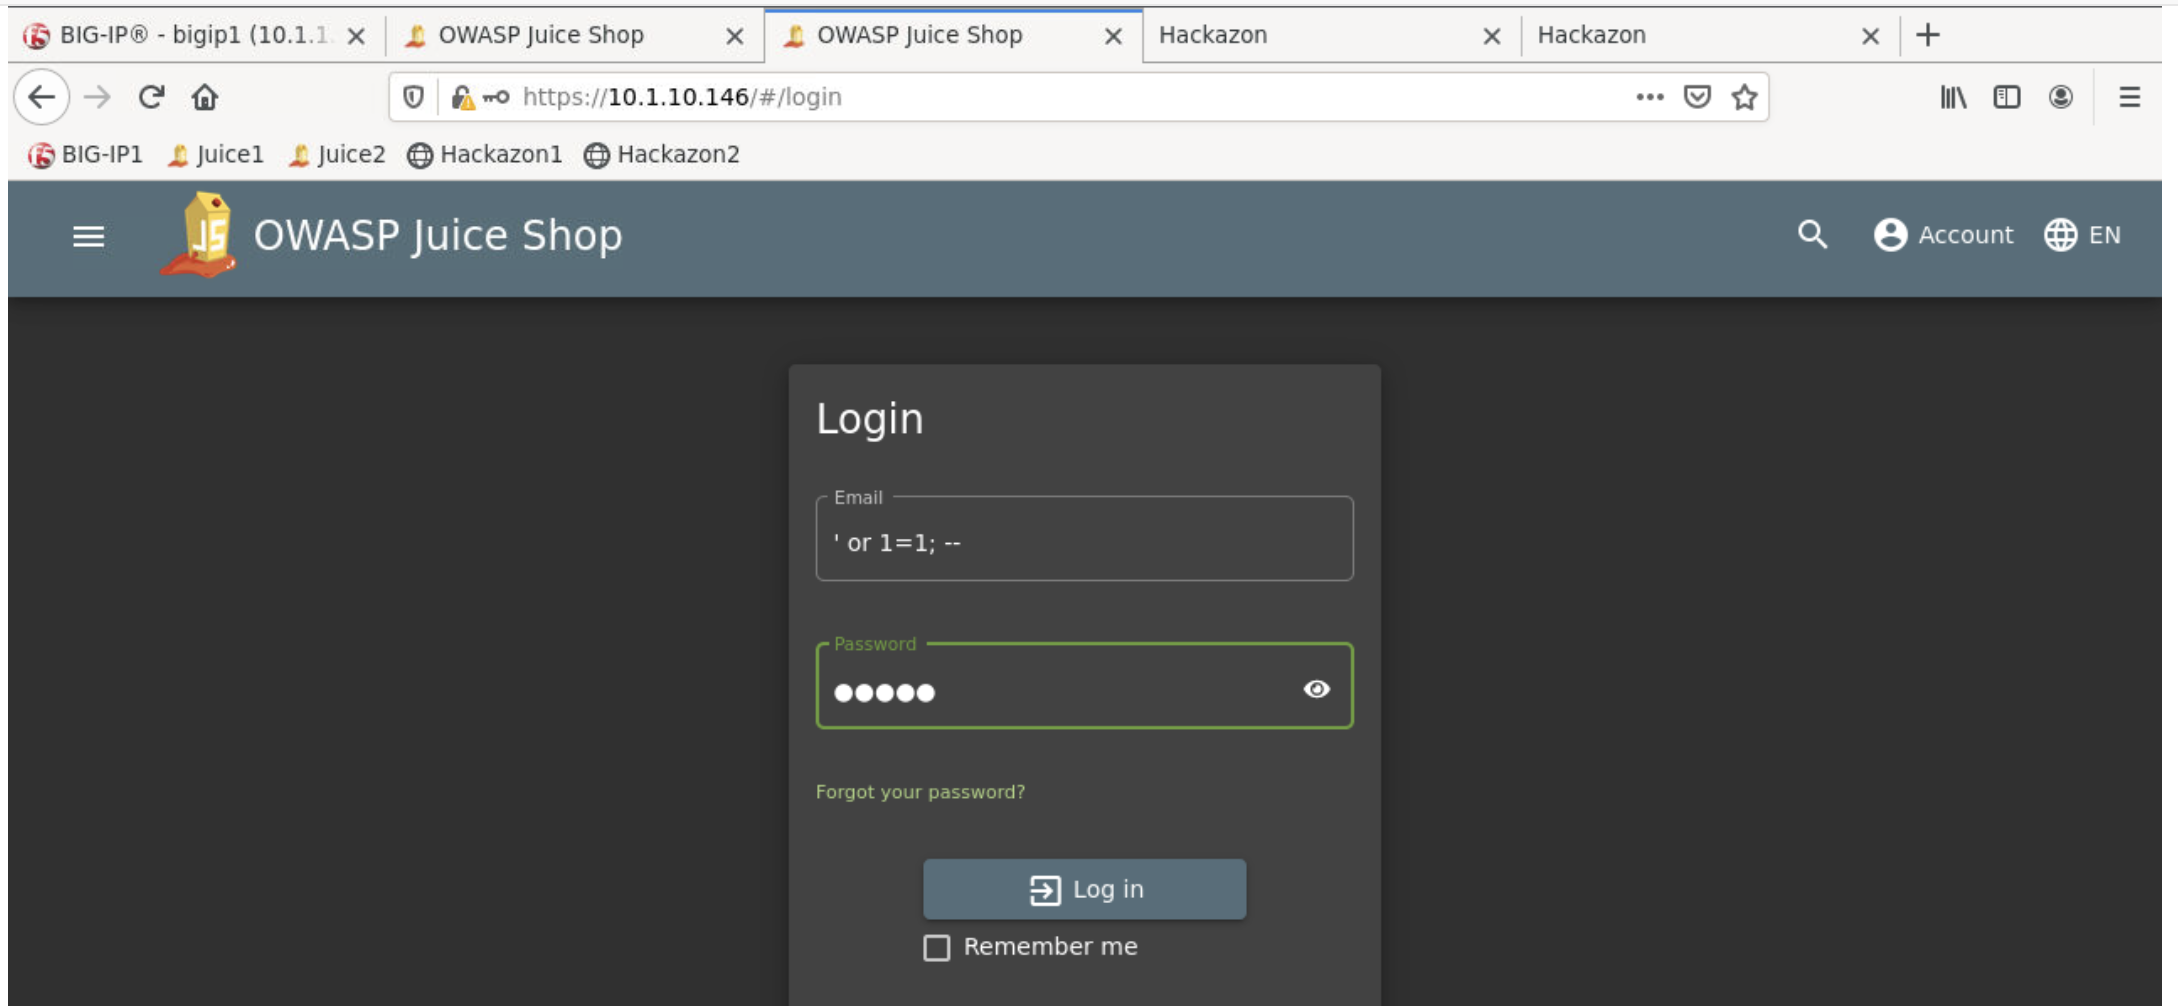 BIG-IP® - bigip1 (10.1.1.
OWASP Juice Shop
OWASP Juice Shop
Hackazon
Hackazon
https://10.1.10.146/#/login
BIG-IP1 Juice1 Juice2 Hackazon1 Hackazon2
JS OWASP Juice Shop Account EN
Login
Email
' or 1=1; --
Password
Forgot your password?
Log in
Remember me